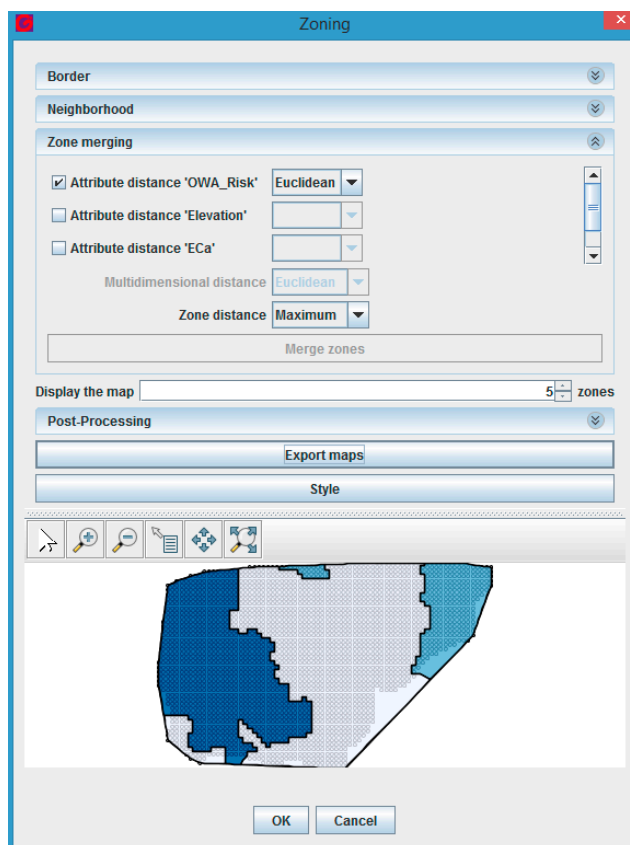 Zoning
Border
Neighborhood
Zone merging
Attribute distance 'OWA_Risk' Euclidean
Attribute distance 'Elevation'
Attribute distance 'ECa'
Multidimensional distance Euclidean
Zone distance Maximum
Merge zones
Display the map 5 zones
Post-Processing
Export maps
Style
OK Cancel